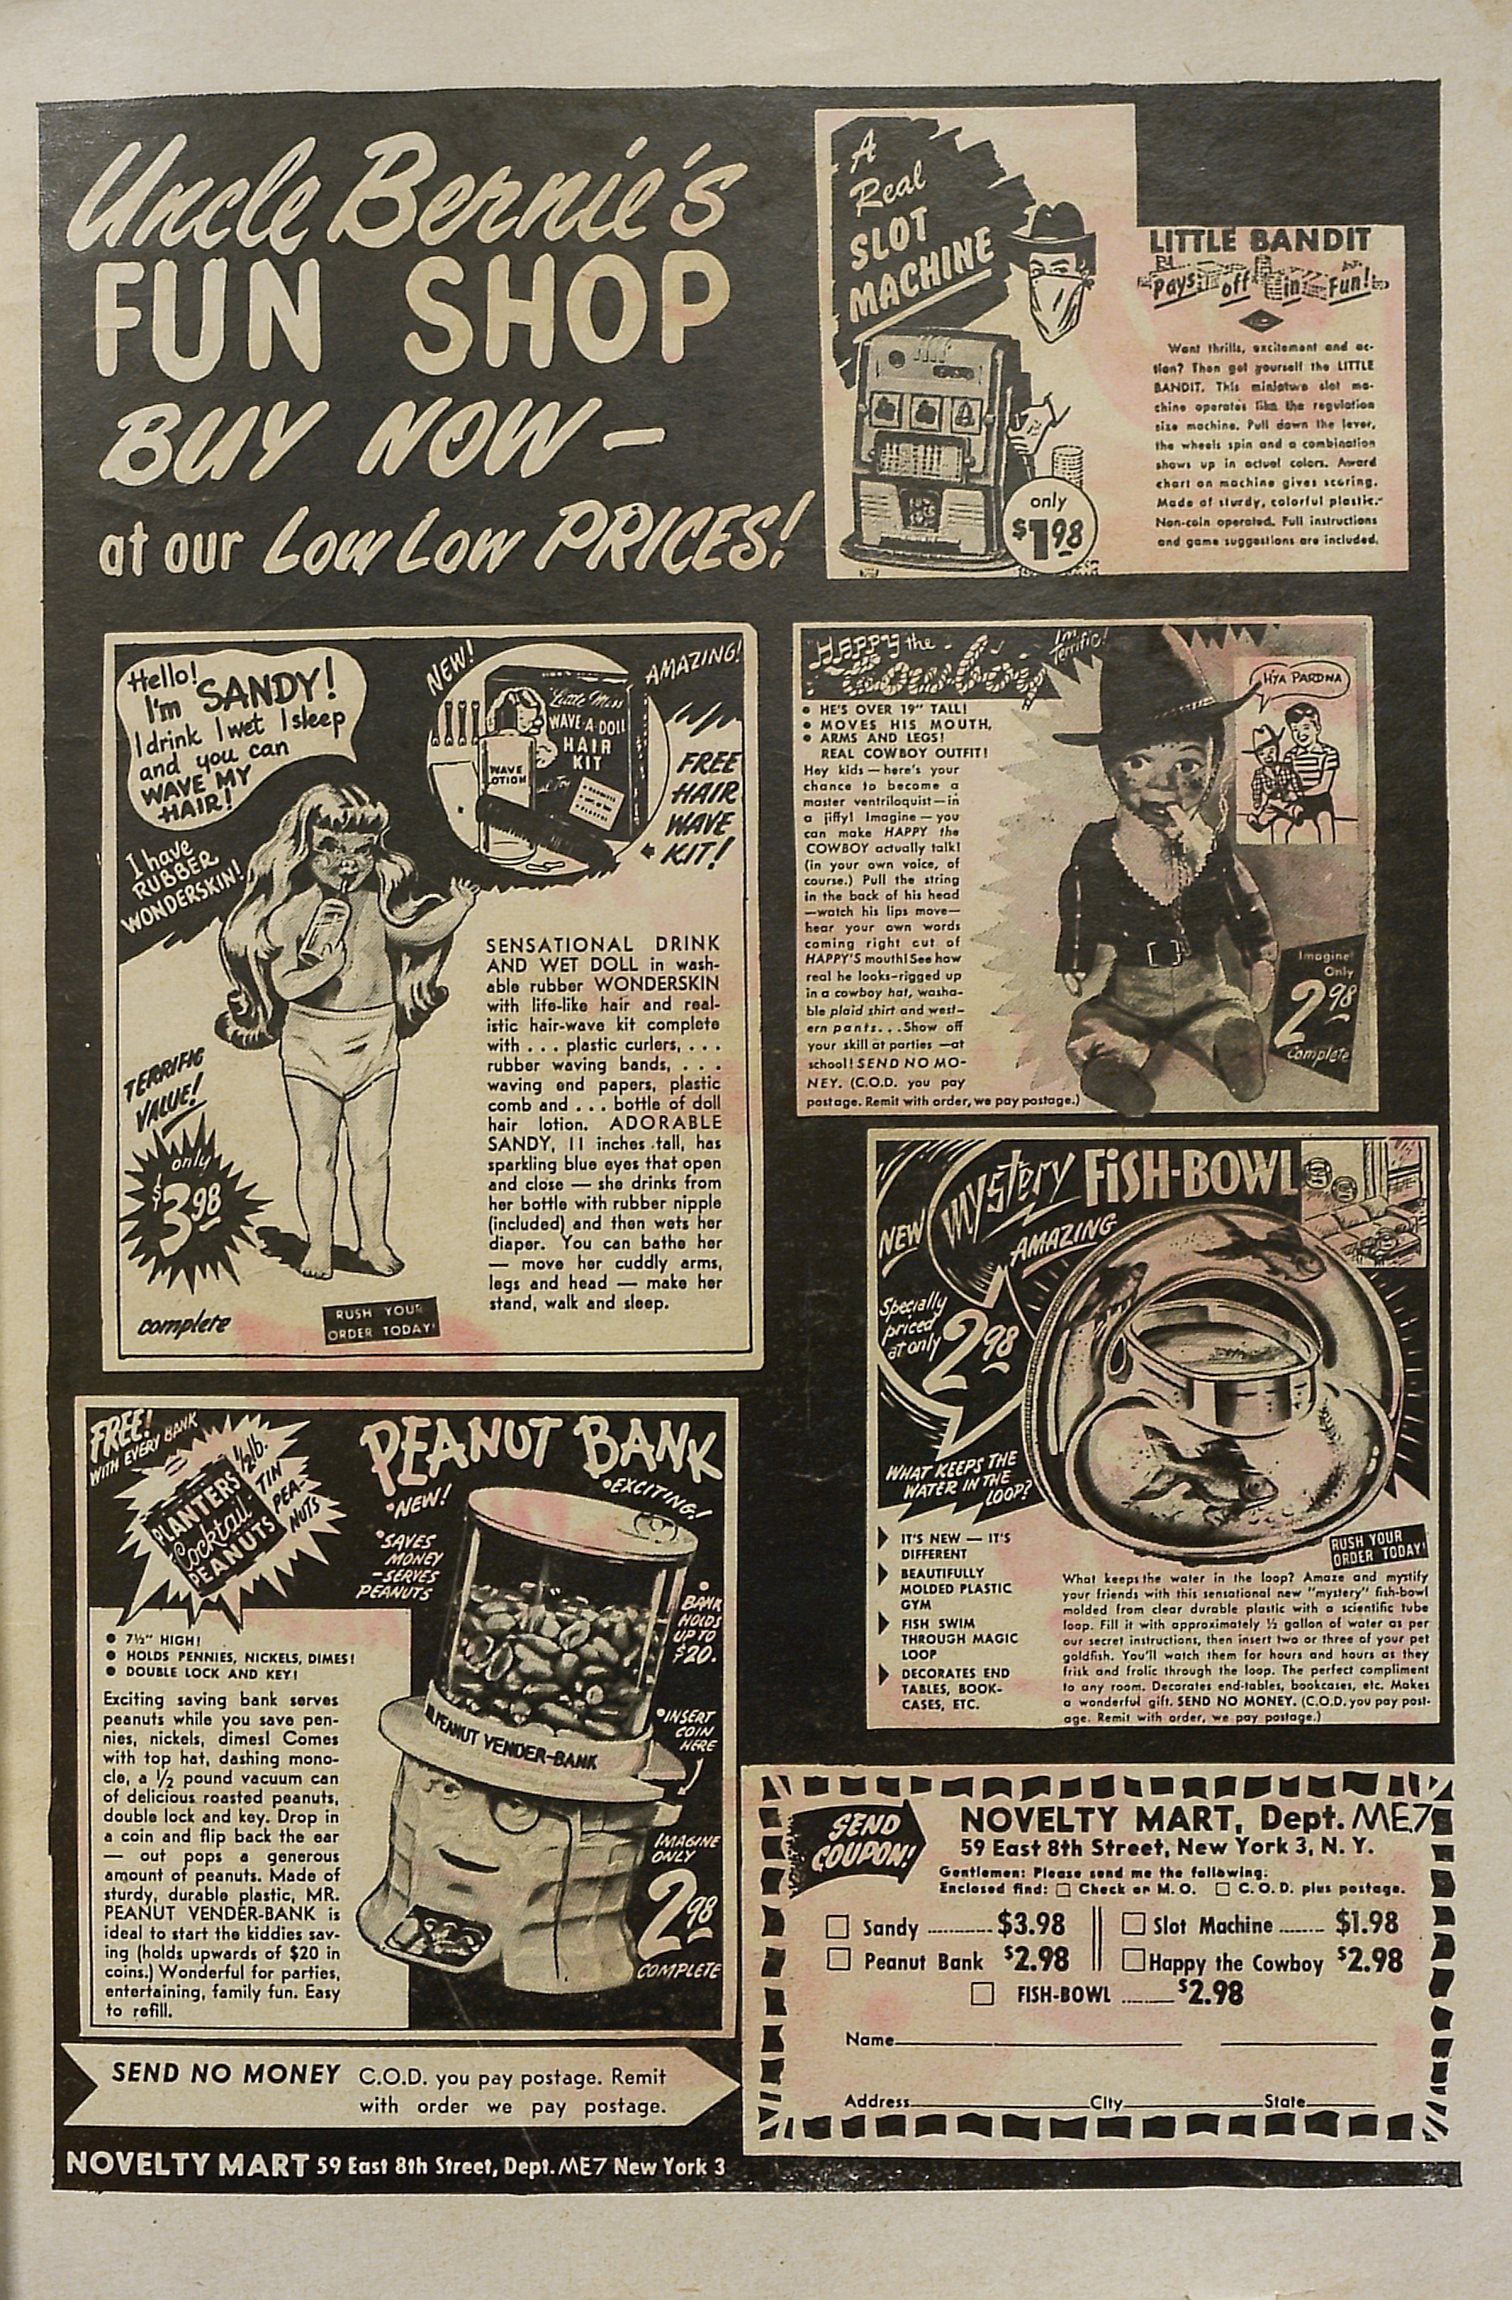 Uncle Bernie's
FUN SHOP
BUY NOW —
at our Low Low PRICES!
A
Real
SLOT
MACHINE
LITTLE BANDIT
Pays off in Fun!
Want thrills, excitement and ac-
tion? Then get yourself the LITTLE
BANDIT. This miniature slot ma-
chine operates like the regulation
size machine. Pull down the lever,
the wheels spin and a combination
shows up in actual colors. Award
chart on machine gives scoring.
Made of sturdy, colorful plastic.
Non-coin operated. Full instructions
and game suggestions are included.
only
$1.98
Hello!
I'm SANDY!
I drink I wet I sleep
and you can
WAVE MY
HAIR!
I have
RUBBER
WONDERSKIN!
NEW!
AMAZING!
Little Miss
WAVE-A-DOLL
HAIR
KIT
WAVE
LOTION
FREE
HAIR
WAVE
KIT!
SENSATIONAL DRINK
AND WET DOLL in wash-
able rubber WONDERSKIN
with life-like hair and real-
istic hair-wave kit complete
with . . . plastic curlers, . . .
rubber waving bands, . . .
waving end papers, plastic
comb and . . . bottle of doll
hair lotion. ADORABLE
SANDY, 11 inches tall, has
sparkling blue eyes that open
and close — she drinks from
her bottle with rubber nipple
(included) and then wets her
diaper. You can bathe her
— move her cuddly arms,
legs and head — make her
stand, walk and sleep.
TERRIFIC
VALUE!
only
$3.98
complete
RUSH YOUR
ORDER TODAY!
HAPPY the
Cowboy
I'm
Terrific!
HYA PARDNA
• HE'S OVER 19" TALL!
• MOVES HIS MOUTH,
• ARMS AND LEGS!
REAL COWBOY OUTFIT!
Hey kids — here's your
chance to become a
master ventriloquist—in
a jiffy! Imagine — you
can make HAPPY the
COWBOY actually talk!
(in your own voice, of
course.) Pull the string
in the back of his head
—watch his lips move—
hear your own words
coming right out of
HAPPY'S mouth! See how
real he looks-rigged up
in a cowboy hat, washa-
ble plaid shirt and west-
ern pants...Show off
your skill at parties —at
school! SEND NO MO-
NEY. (C.O.D. you pay
postage. Remit with order, we pay postage.)
Imagine!
Only
2.98
Complete
NEW
Mystery FISH-BOWL
AMAZING
Specially
priced
at only
2.98
WHAT KEEPS THE
WATER IN THE
LOOP?
IT'S NEW — IT'S
DIFFERENT
BEAUTIFULLY
MOLDED PLASTIC
GYM
FISH SWIM
THROUGH MAGIC
LOOP
DECORATES END
TABLES, BOOK-
CASES, ETC.
RUSH YOUR
ORDER TODAY!
What keeps the water in the loop? Amaze and mystify
your friends with this sensational new "mystery" fish-bowl
molded from clear durable plastic with a scientific tube
loop. Fill it with approximately ½ gallon of water as per
our secret instructions, then insert two or three of your pet
goldfish. You'll watch them for hours and hours as they
frisk and frolic through the loop. The perfect compliment
to any room. Decorates end-tables, bookcases, etc. Makes
a wonderful gift. SEND NO MONEY. (C.O.D. you pay post-
age. Remit with order, we pay postage.)
FREE!
WITH EVERY BANK
PLANTERS
Cocktail
PEANUTS
½ lb.
TIN
PEA-
NUTS
PEANUT BANK
• NEW!
• EXCITING!
• SAVES
MONEY
—SERVES
PEANUTS
• BANK
HOLDS
UP TO
$20.
• INSERT
COIN
HERE
PEANUT VENDER-BANK
• 7½" HIGH!
• HOLDS PENNIES, NICKELS, DIMES!
• DOUBLE LOCK AND KEY!
Exciting saving bank serves
peanuts while you save pen-
nies, nickels, dimes! Comes
with top hat, dashing mono-
cle, a ½ pound vacuum can
of delicious roasted peanuts,
double lock and key. Drop in
a coin and flip back the ear
— out pops a generous
amount of peanuts. Made of
sturdy, durable plastic, MR.
PEANUT VENDER-BANK is
ideal to start the kiddies sav-
ing (holds upwards of $20 in
coins.) Wonderful for parties,
entertaining, family fun. Easy
to refill.
IMAGINE
ONLY
2.98
COMPLETE
SEND NO MONEY C.O.D. you pay postage. Remit
with order we pay postage.
NOVELTY MART 59 East 8th Street, Dept. ME7 New York 3
SEND
COUPON!
NOVELTY MART, Dept. ME7
59 East 8th Street, New York 3, N. Y.
Gentlemen: Please send me the following:
Enclosed find: ☐ Check or M. O. ☐ C. O. D. plus postage.
☐ Sandy ........... $3.98 ☐ Slot Machine ....... $1.98
☐ Peanut Bank $2.98 ☐ Happy the Cowboy $2.98
☐ FISH-BOWL ........ $2.98
Name
Address City State